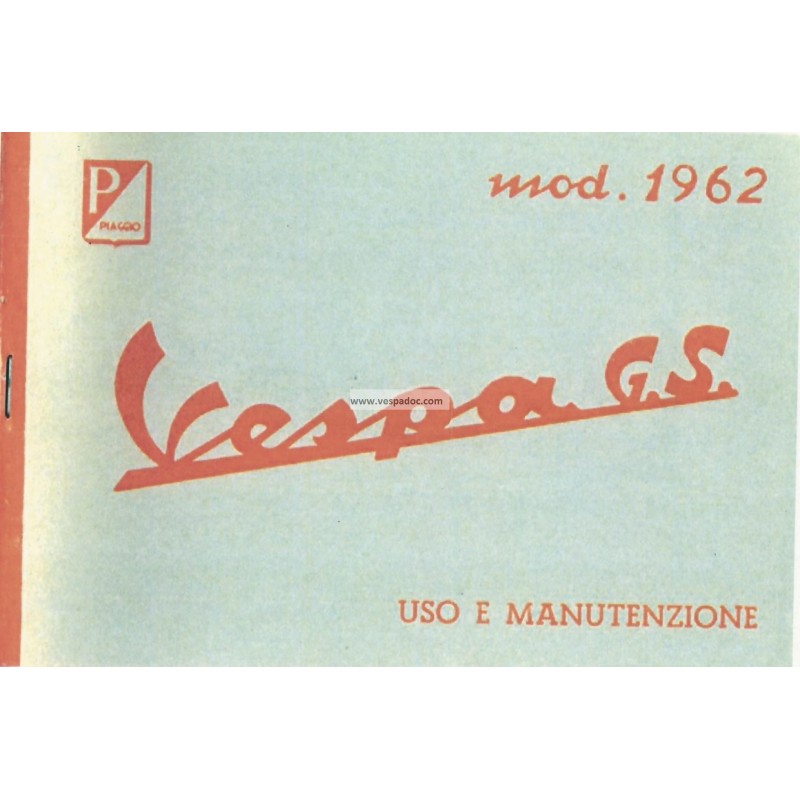 P
PIAGGIO
mod. 1962
Vespa G.S.
www.vespadoc.com
USO E MANUTENZIONE